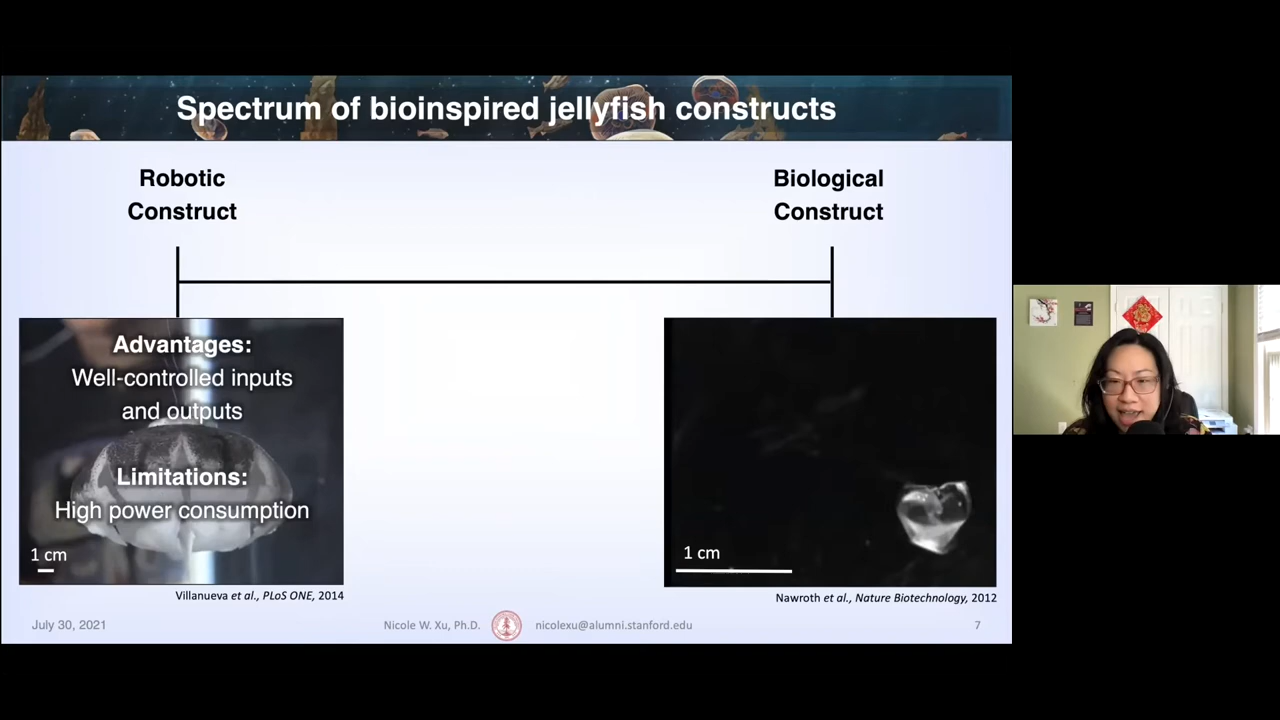 Spectrum of bioinspired jellyfish constructs
Robotic
Construct
Biological
Construct
Advantages:
Well-controlled inputs
and outputs
Limitations:
High power consumption
1 cm
Villanueva et al., PLoS ONE, 2014
1 cm
Nawroth et al., Nature Biotechnology, 2012
July 30, 2021
Nicole W. Xu, Ph.D.
nicolexu@alumni.stanford.edu
7